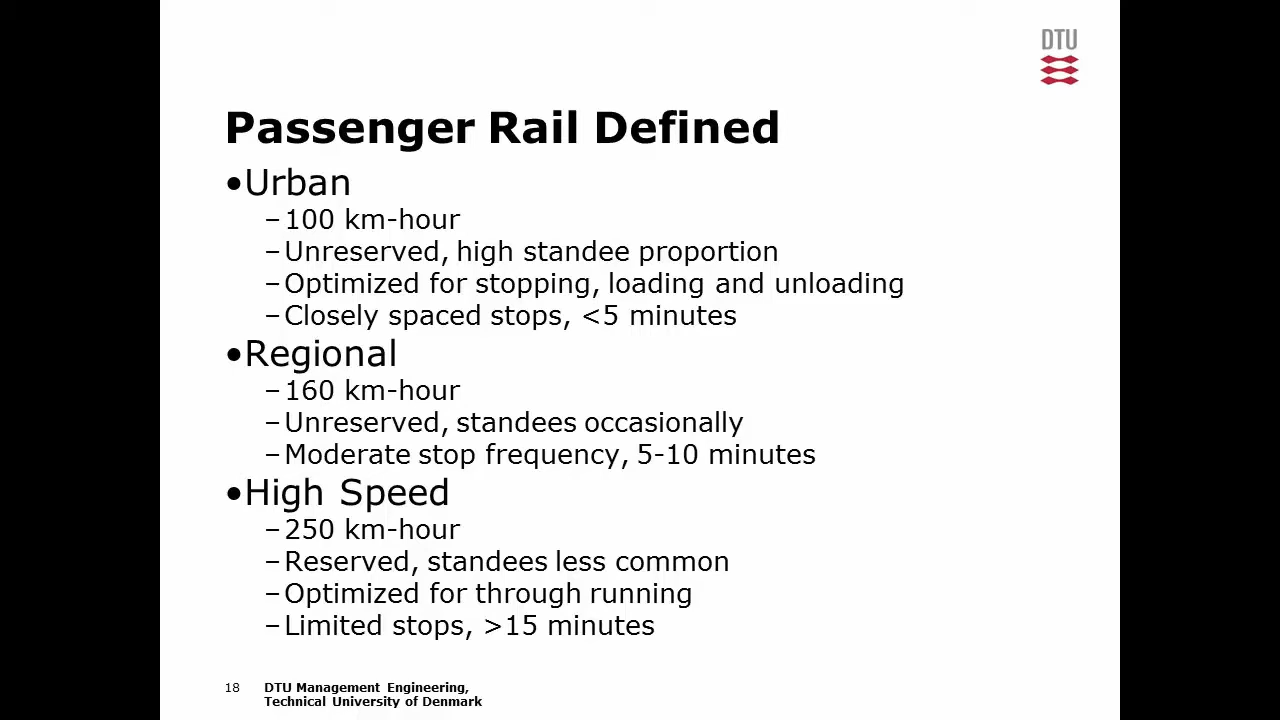 DTU
Passenger Rail Defined
•Urban
–100 km-hour
–Unreserved, high standee proportion
–Optimized for stopping, loading and unloading
–Closely spaced stops, <5 minutes
•Regional
–160 km-hour
–Unreserved, standees occasionally
–Moderate stop frequency, 5-10 minutes
•High Speed
–250 km-hour
–Reserved, standees less common
–Optimized for through running
–Limited stops, >15 minutes
18 DTU Management Engineering,
Technical University of Denmark